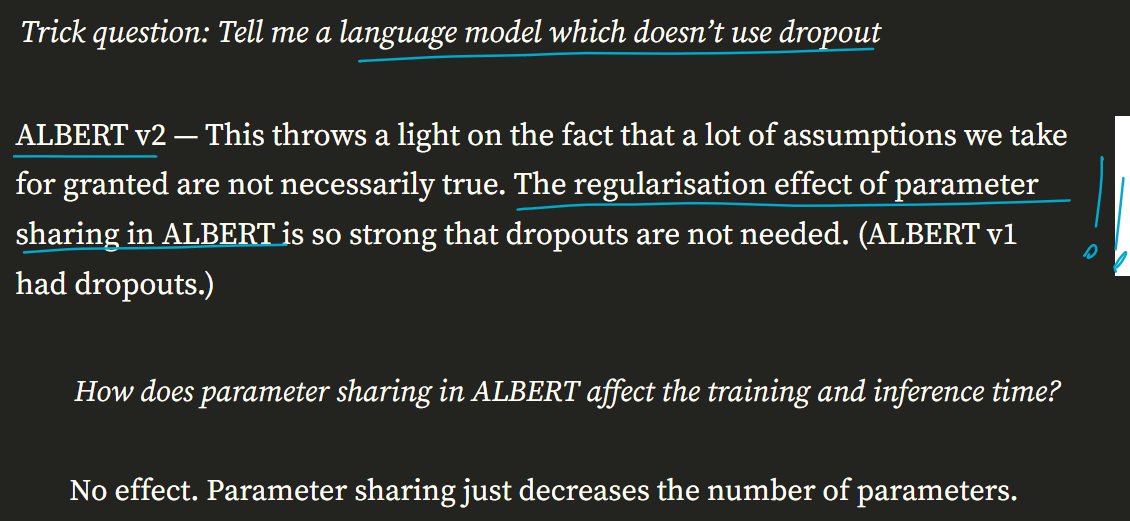 Trick question: Tell me a language model which doesn’t use dropout
ALBERT v2 — This throws a light on the fact that a lot of assumptions we take
for granted are not necessarily true. The regularisation effect of parameter
sharing in ALBERT is so strong that dropouts are not needed. (ALBERT v1
had dropouts.)
How does parameter sharing in ALBERT affect the training and inference time?
No effect. Parameter sharing just decreases the number of parameters.